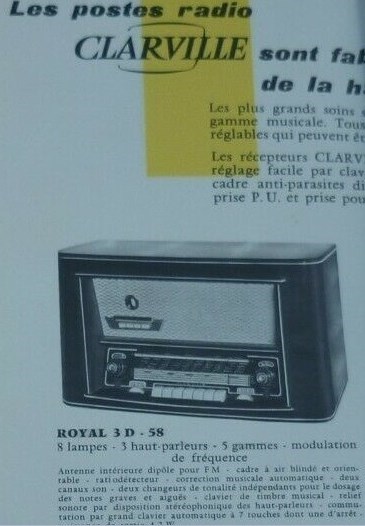 Les postes radio
CLARVILLE sont fab
de la h
Les plus grands soins
gamme musicale. Tous
réglables qui peuvent êt
Les récepteurs CLARV
réglage facile par clav
cadre anti-parasites di
prise P. U. et prise pou
ROYAL 3 D - 58
8 lampes - 3 haut-parleurs - 5 gammes - modulation
de fréquence
Antenne intérieure dipôle pour F M - cadre à air blindé et orien-
table - ratiodétecteur - correction musicale automatique - deux
canaux son - deux changeurs de tonalité indépendants pour le dosage
des notes graves et aiguës - clavier de timbre musical - relief
sonore par disposition stéréophonique des haut-parleurs - commu-
tation par grand clavier automatique à 7 touches dont une d'arrêt -